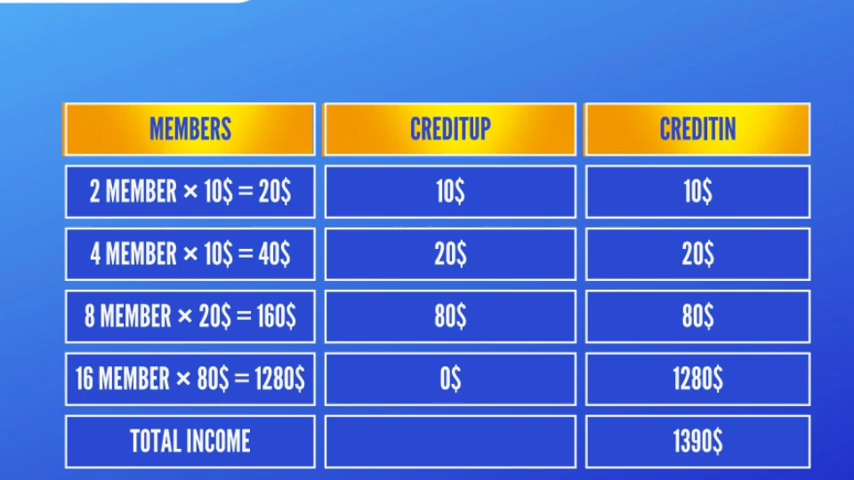 MEMBERS CREDITUP CREDITIN
2 MEMBER × 10$ = 20$ 10$ 10$
4 MEMBER × 10$ = 40$ 20$ 20$
8 MEMBER × 20$ = 160$ 80$ 80$
16 MEMBER × 80$ = 1280$ 0$ 1280$
TOTAL INCOME 1390$